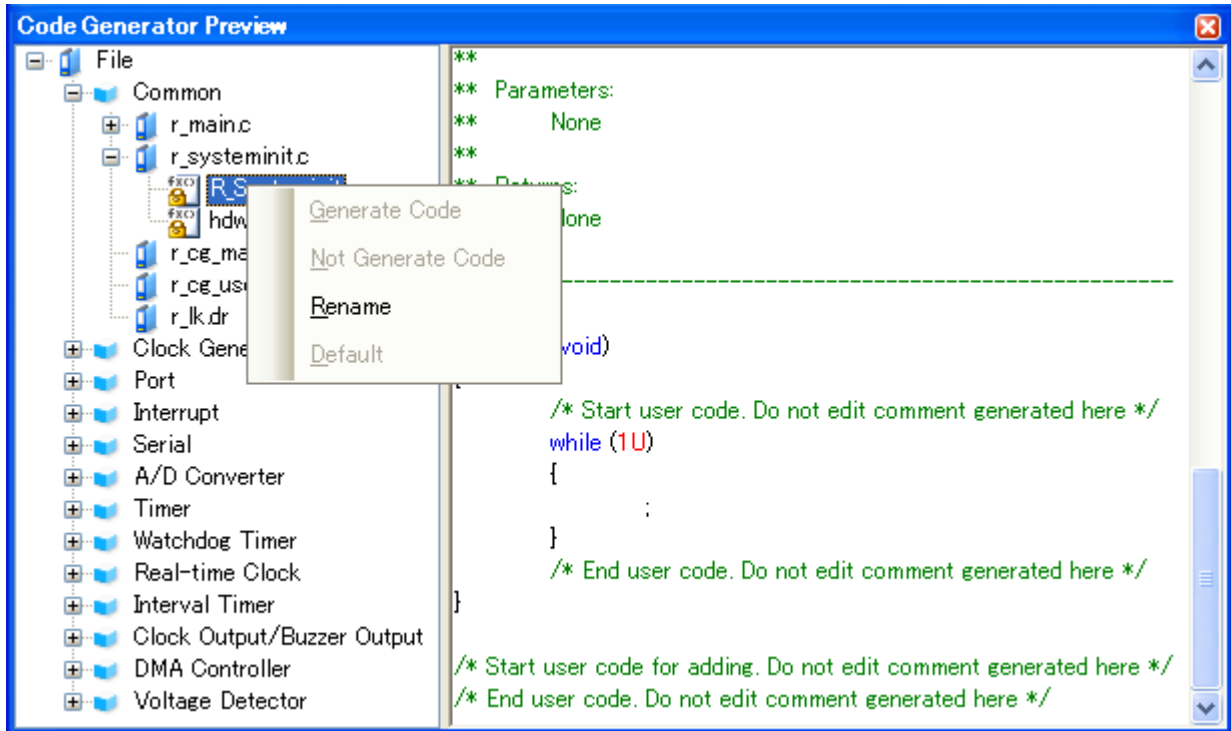 Code Generator Preview
File
Common
r_main.c
r_systeminit.c
hdw
r_lk.dr
Clock
Port
Interrupt
Serial
A/D Converter
Timer
Watchdog Timer
Real-time Clock
Interval Timer
Clock Output/Buzzer Output
DMA Controller
Voltage Detector
Generate Code
Not Generate Code
Rename
Default
**
** Parameters:
** None
**
** Returns:
void)
/* Start user code. Do not edit comment generated here */
while (1U)
{
;
}
/* End user code. Do not edit comment generated here */
}
/* Start user code for adding. Do not edit comment generated here */
/* End user code. Do not edit comment generated here */